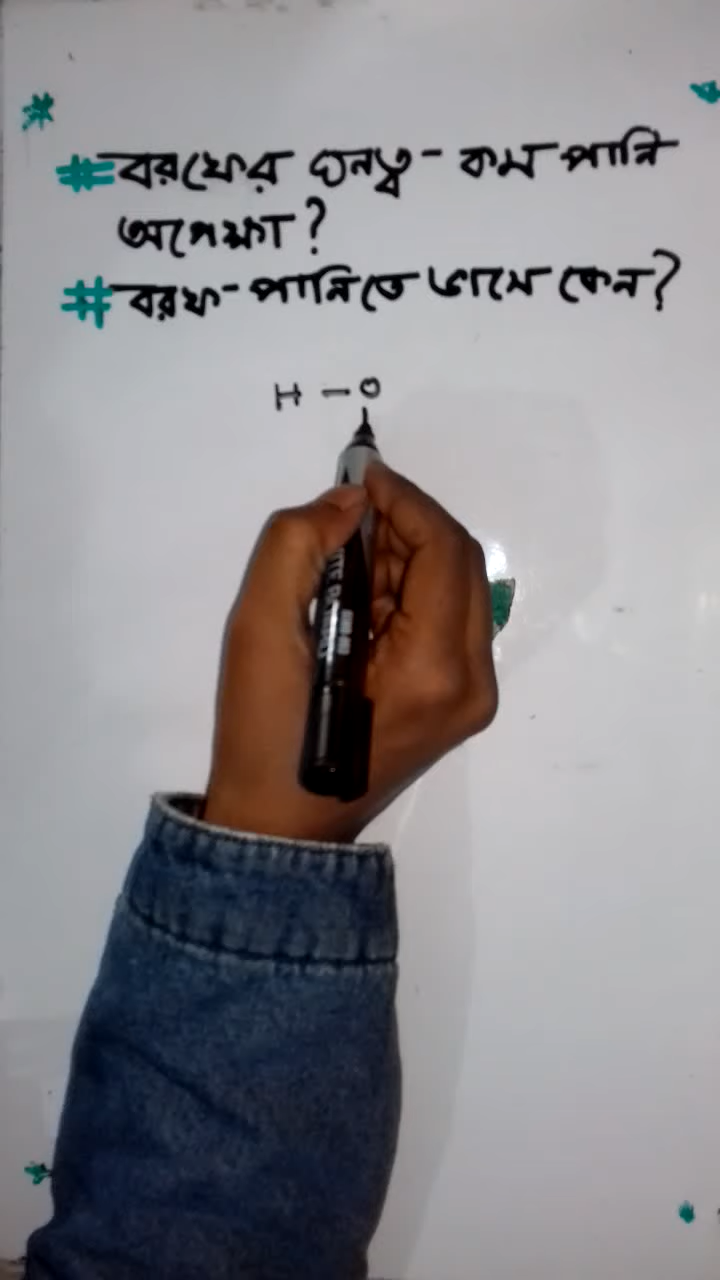 # বরফের ঘনত্ব - কম পানি
অপেক্ষা?
# বরফ - পানিতে ভাসে কেন?
H - O